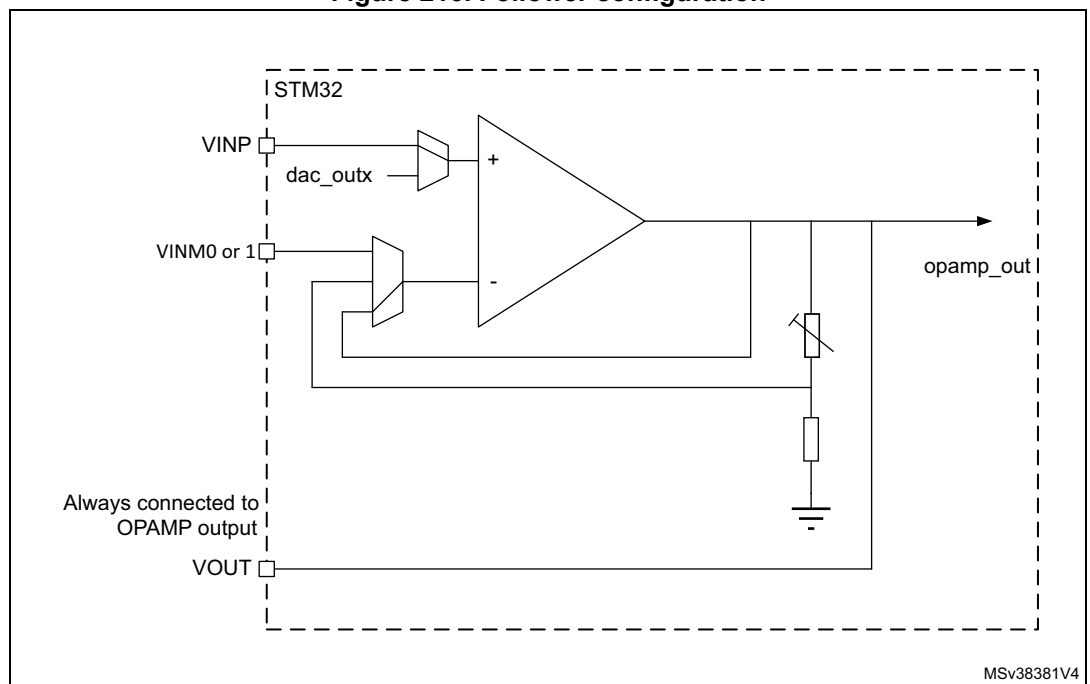 STM32
VINP
dac_outx
+
VINM0 or 1
-
opamp_out
Always connected to
OPAMP output
VOUT
MSv38381V4